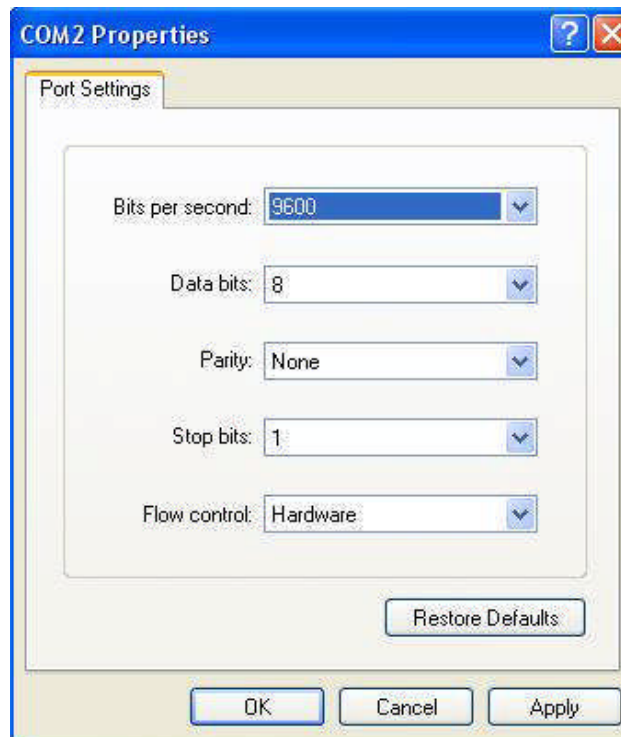 COM2 Properties
Port Settings
Bits per second: 9600
Data bits: 8
Parity: None
Stop bits: 1
Flow control: Hardware
Restore Defaults
OK Cancel Apply